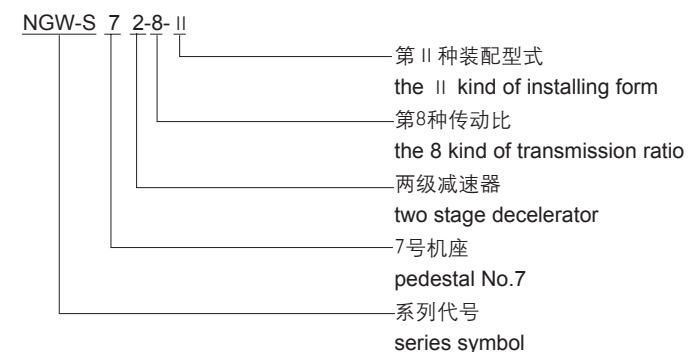 NGW-S 7 2-8-Ⅱ
第Ⅱ种装配型式
the Ⅱ kind of installing form
第8种传动比
the 8 kind of transmission ratio
两级减速器
two stage decelerator
7号机座
pedestal No.7
系列代号
series symbol